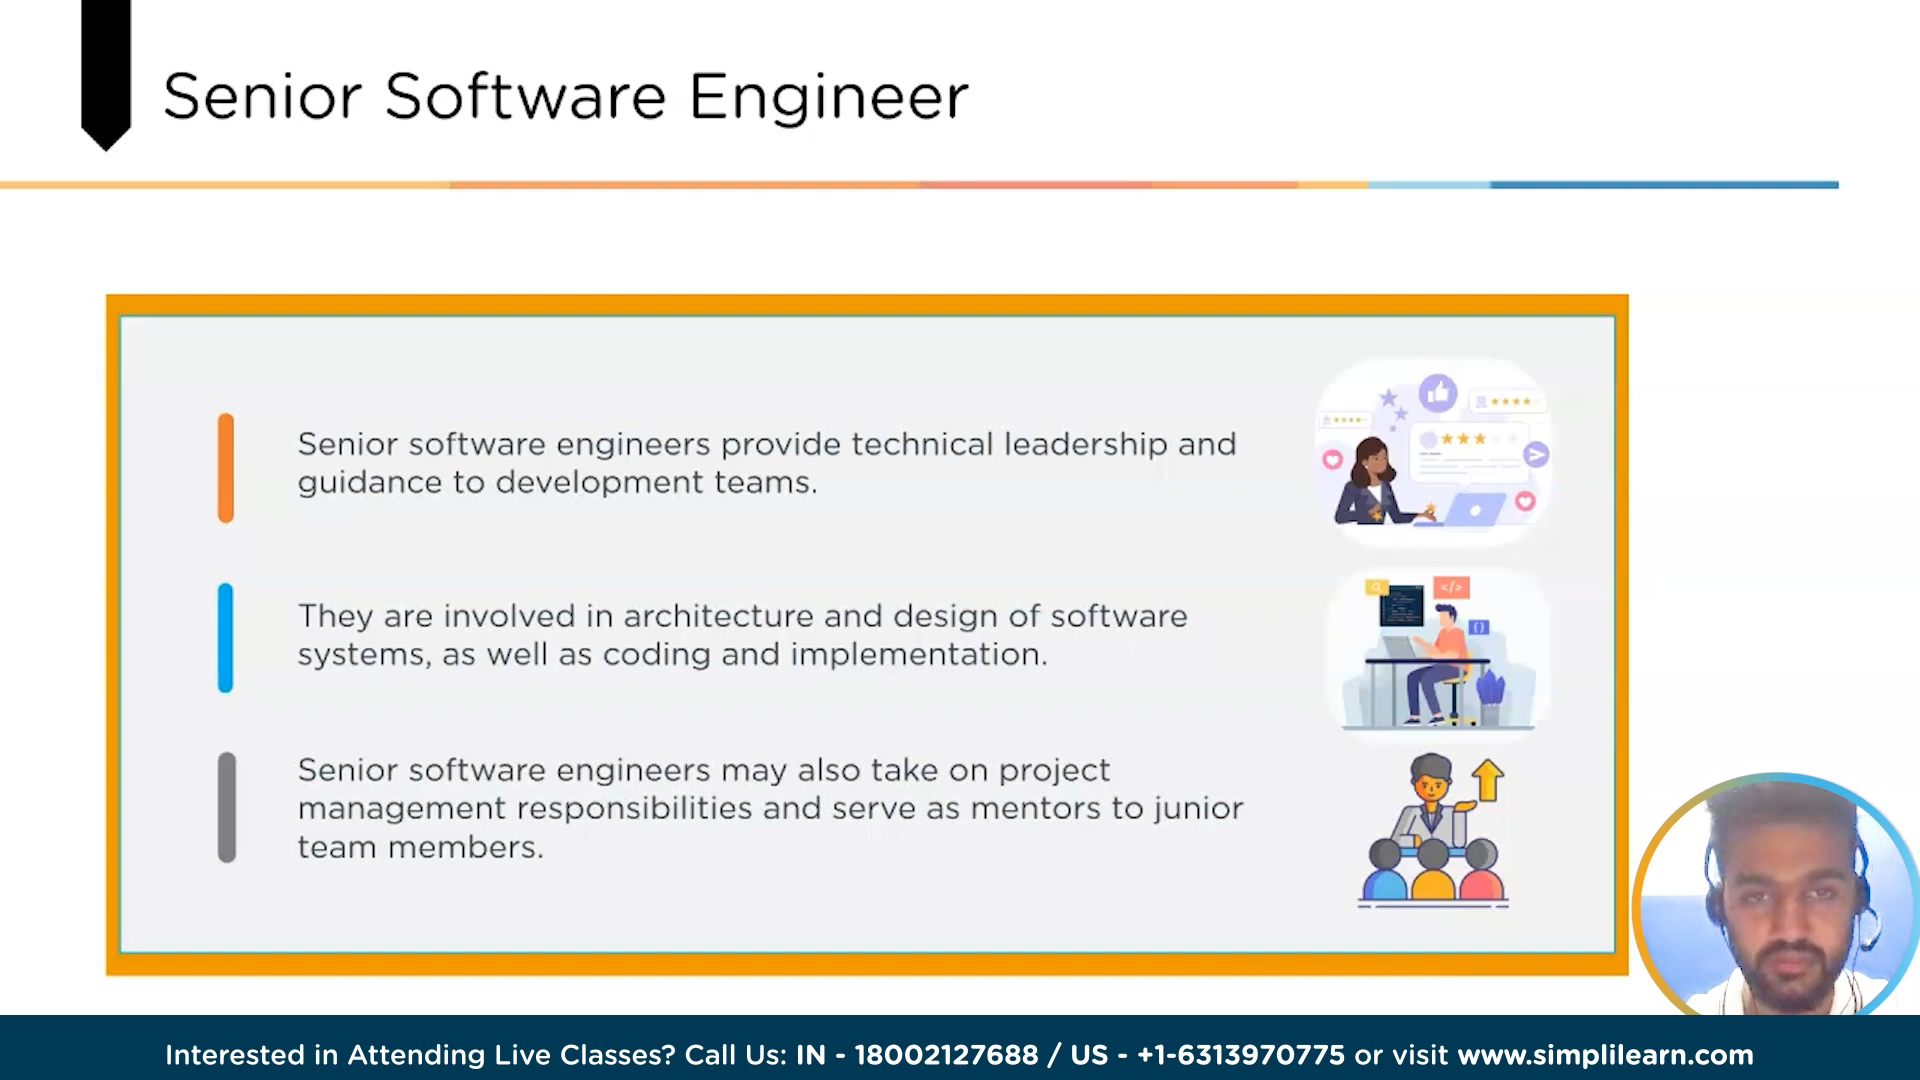 Senior Software Engineer
Senior software engineers provide technical leadership and
guidance to development teams.
They are involved in architecture and design of software
systems, as well as coding and implementation.
</>
{}
Senior software engineers may also take on project
management responsibilities and serve as mentors to junior
team members.
Interested in Attending Live Classes? Call Us: IN - 18002127688 / US - +1-6313970775 or visit www.simplilearn.com